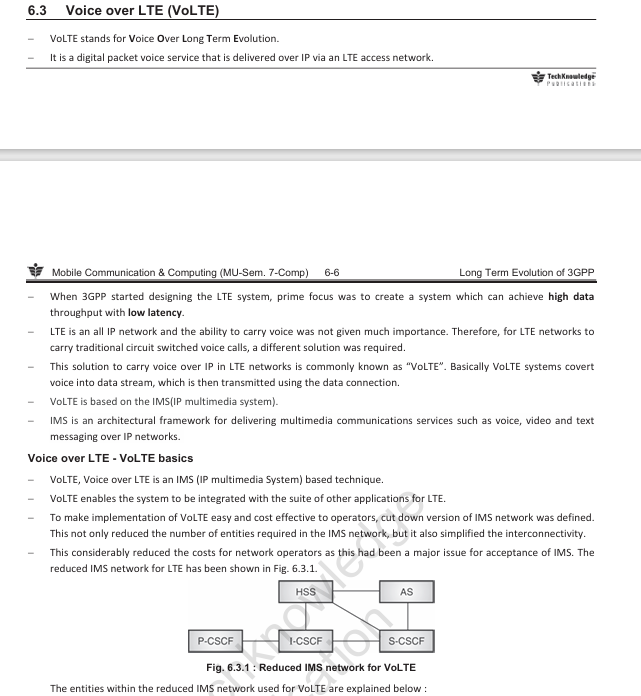 6.3 Voice over LTE (VoLTE)
– VoLTE stands for Voice Over Long Term Evolution.
– It is a digital packet voice service that is delivered over IP via an LTE access network.
TechKnowledge
Publications
Mobile Communication & Computing (MU-Sem. 7-Comp) 6-6 Long Term Evolution of 3GPP
– When 3GPP started designing the LTE system, prime focus was to create a system which can achieve high data
throughput with low latency.
– LTE is an all IP network and the ability to carry voice was not given much importance. Therefore, for LTE networks to
carry traditional circuit switched voice calls, a different solution was required.
– This solution to carry voice over IP in LTE networks is commonly known as “VoLTE”. Basically VoLTE systems covert
voice into data stream, which is then transmitted using the data connection.
– VoLTE is based on the IMS(IP multimedia system).
– IMS is an architectural framework for delivering multimedia communications services such as voice, video and text
messaging over IP networks.
Voice over LTE - VoLTE basics
– VoLTE, Voice over LTE is an IMS (IP multimedia System) based technique.
– VoLTE enables the system to be integrated with the suite of other applications for LTE.
– To make implementation of VoLTE easy and cost effective to operators, cut down version of IMS network was defined.
This not only reduced the number of entities required in the IMS network, but it also simplified the interconnectivity.
– This considerably reduced the costs for network operators as this had been a major issue for acceptance of IMS. The
reduced IMS network for LTE has been shown in Fig. 6.3.1.
HSS AS
P-CSCF I-CSCF S-CSCF
Fig. 6.3.1 : Reduced IMS network for VoLTE
The entities within the reduced IMS network used for VoLTE are explained below :